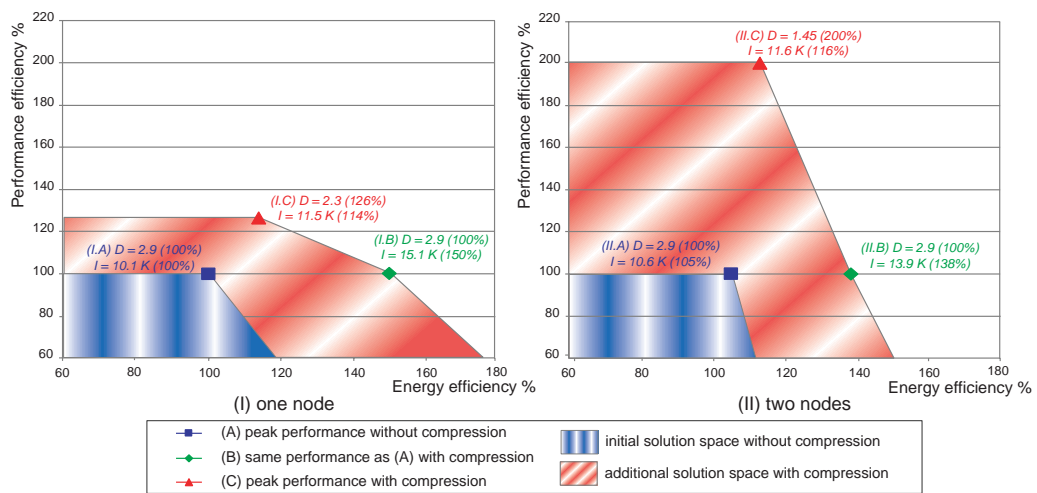 Performance efficiency %
220
200
180
160
140
120
100
80
60
(I.C) D = 2.3 (126%)
I = 11.5 K (114%)
(I.A) D = 2.9 (100%)
I = 10.1 K (100%)
(I.B) D = 2.9 (100%)
I = 15.1 K (150%)
60 80 100 120 140 160 180
Energy efficiency %
(I) one node
Performance efficiency %
220
200
180
160
140
120
100
80
60
(II.C) D = 1.45 (200%)
I = 11.6 K (116%)
(II.A) D = 2.9 (100%)
I = 10.6 K (105%)
(II.B) D = 2.9 (100%)
I = 13.9 K (138%)
60 80 100 120 140 160 180
Energy efficiency %
(II) two nodes
(A) peak performance without compression
(B) same performance as (A) with compression
(C) peak performance with compression
initial solution space without compression
additional solution space with compression